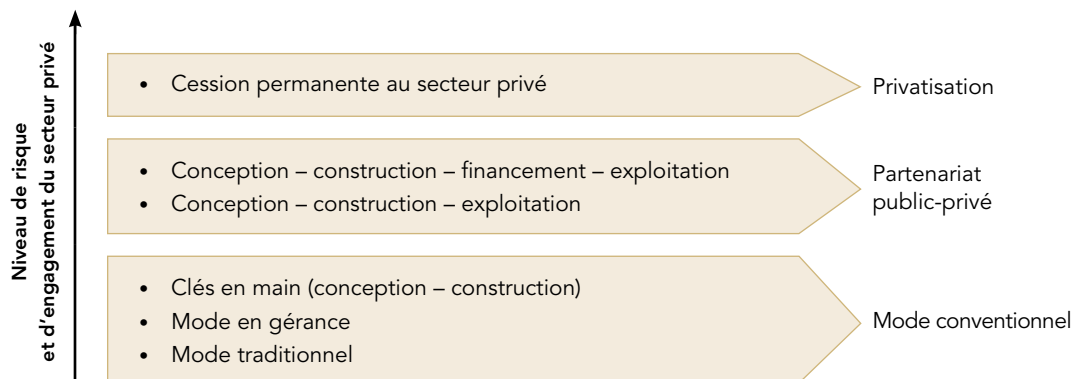 Niveau de risque
et d'engagement du secteur privé
• Cession permanente au secteur privé
Privatisation
• Conception – construction – financement – exploitation
• Conception – construction – exploitation
Partenariat
public-privé
• Clés en main (conception – construction)
• Mode en gérance
• Mode traditionnel
Mode conventionnel